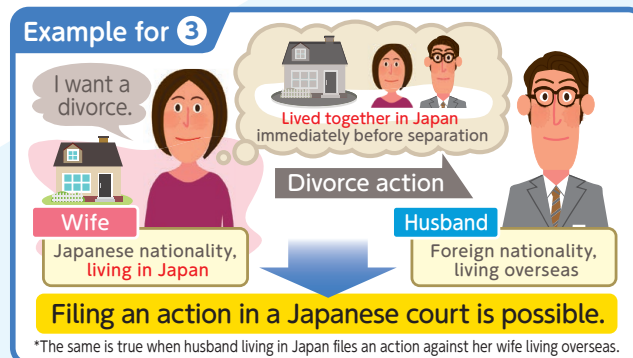 Example for 3
I want a
divorce.
Lived together in Japan
immediately before separation
Divorce action
Wife
Japanese nationality,
living in Japan
Husband
Foreign nationality,
living overseas
Filing an action in a Japanese court is possible.
*The same is true when husband living in Japan files an action against her wife living overseas.